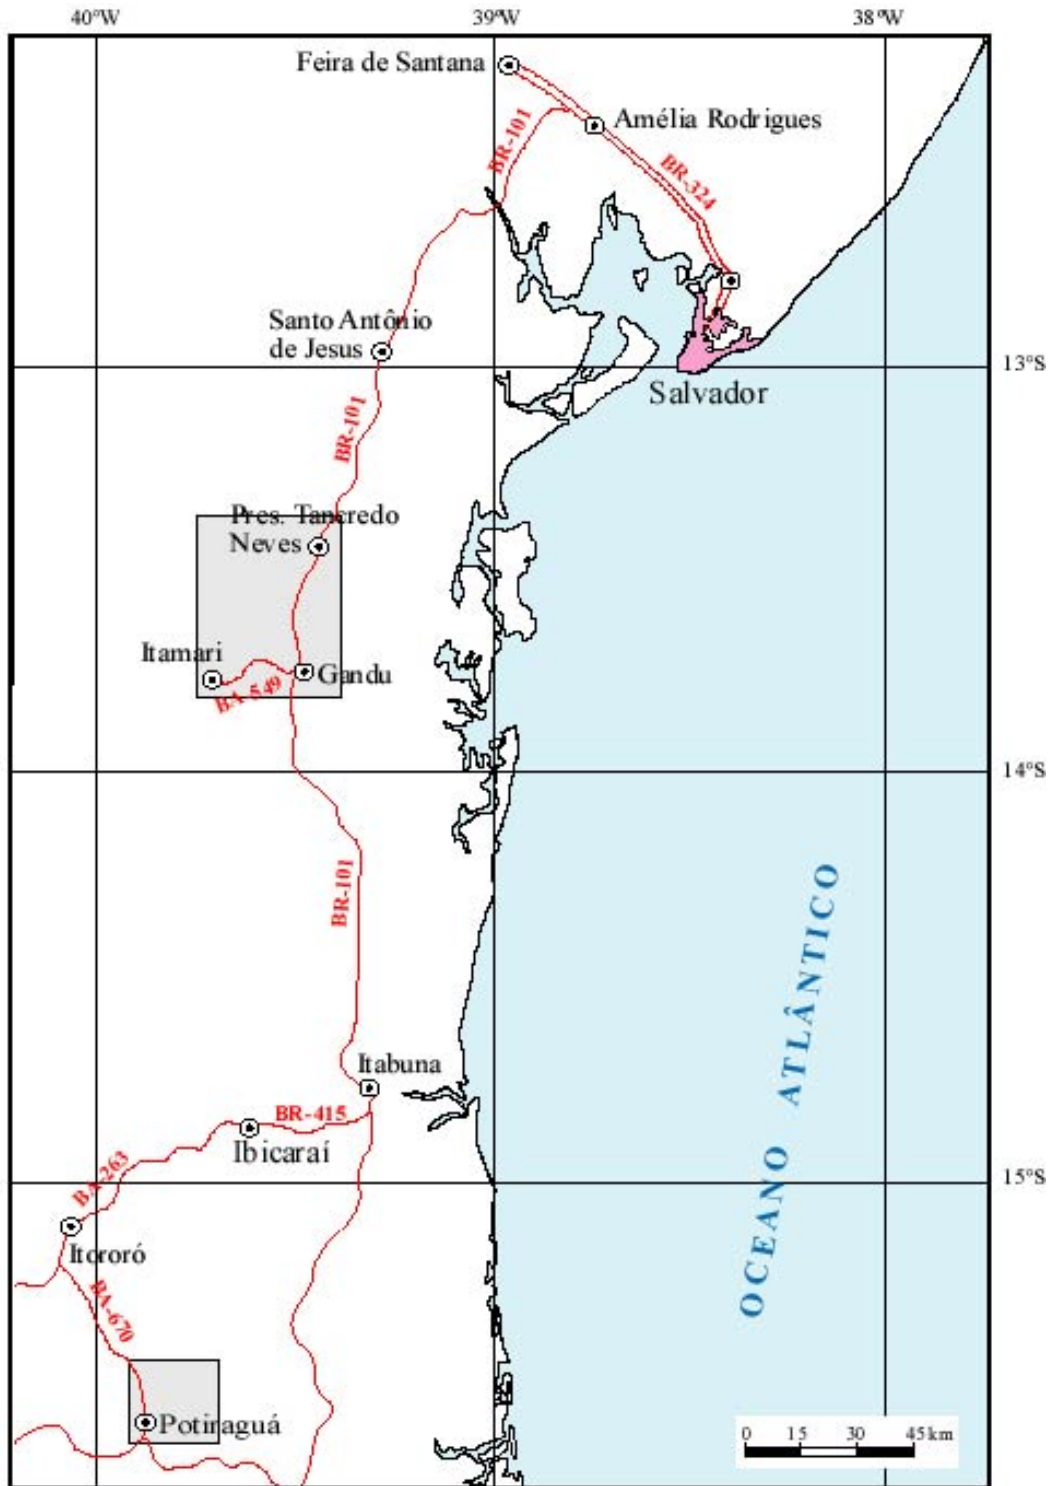 40°W 39°W 38°W
Feira de Santana
Amélia Rodrigues
BR-101
BR-324
Santo Antônio
de Jesus
13°S
Salvador
BR-101
Pres. Tancredo
Neves
Itamari
Gandu
BA-549
14°S
BR-101
OCEANO ATLÂNTICO
Itabuna
BR-415
Ibicaraí
BA-263
15°S
Itororó
BA-670
Potiraguá
0 15 30 45km